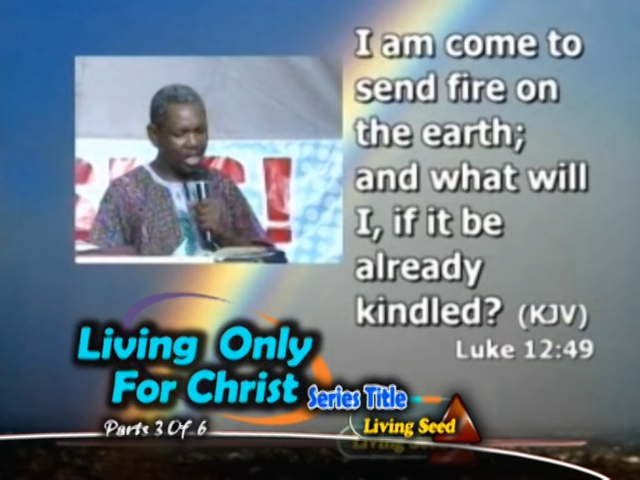 I am come to
send fire on
the earth;
and what will
I, if it be
already
kindled? (KJV)
Luke 12:49
Living Only
For Christ
Series Title
Parts 3 Of 6
Living Seed